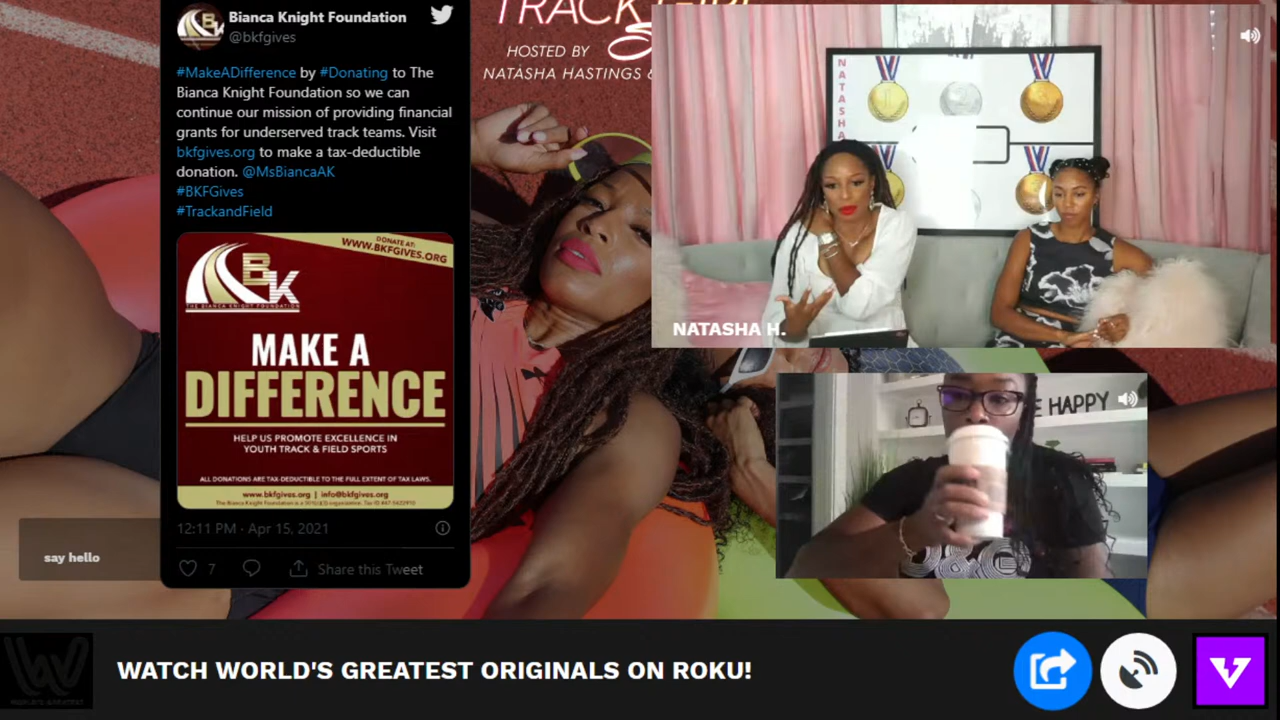 Bianca Knight Foundation
@bkfgives
#MakeADifference by #Donating to The
Bianca Knight Foundation so we can
continue our mission of providing financial
grants for underserved track teams. Visit
bkfgives.org to make a tax-deductible
donation. @MsBiancaAK
#BKFGives
#TrackandField
DONATE AT:
WWW.BKFGIVES.ORG
BK
THE BIANCA KNIGHT FOUNDATION
MAKE A
DIFFERENCE
HELP US PROMOTE EXCELLENCE IN
YOUTH TRACK & FIELD SPORTS
ALL DONATIONS ARE TAX-DEDUCTIBLE TO THE FULL EXTENT OF TAX LAWS.
www.bkfgives.org | info@bkfgives.org
12:11 PM · Apr 15, 2021
7
Share this Tweet
say hello
TRACK
HOSTED BY
NATASHA HASTINGS &
NATASHA
NATASHA H.
E HAPPY
WATCH WORLD'S GREATEST ORIGINALS ON ROKU!
WORLD'S GREATEST